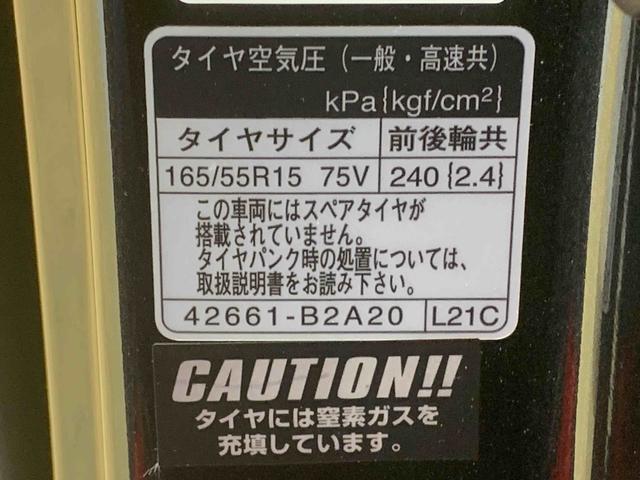 タイヤ空気圧（一般・高速共）
kPa{kgf/cm²}
タイヤサイズ 前後輪共
165/55R15 75V 240{2.4}
この車両にはスペアタイヤが
搭載されていません。
タイヤパンク時の処置については、
取扱説明書をお読み下さい。
42661-B2A20 L21C
CAUTION!!
タイヤには窒素ガスを
充填しています。